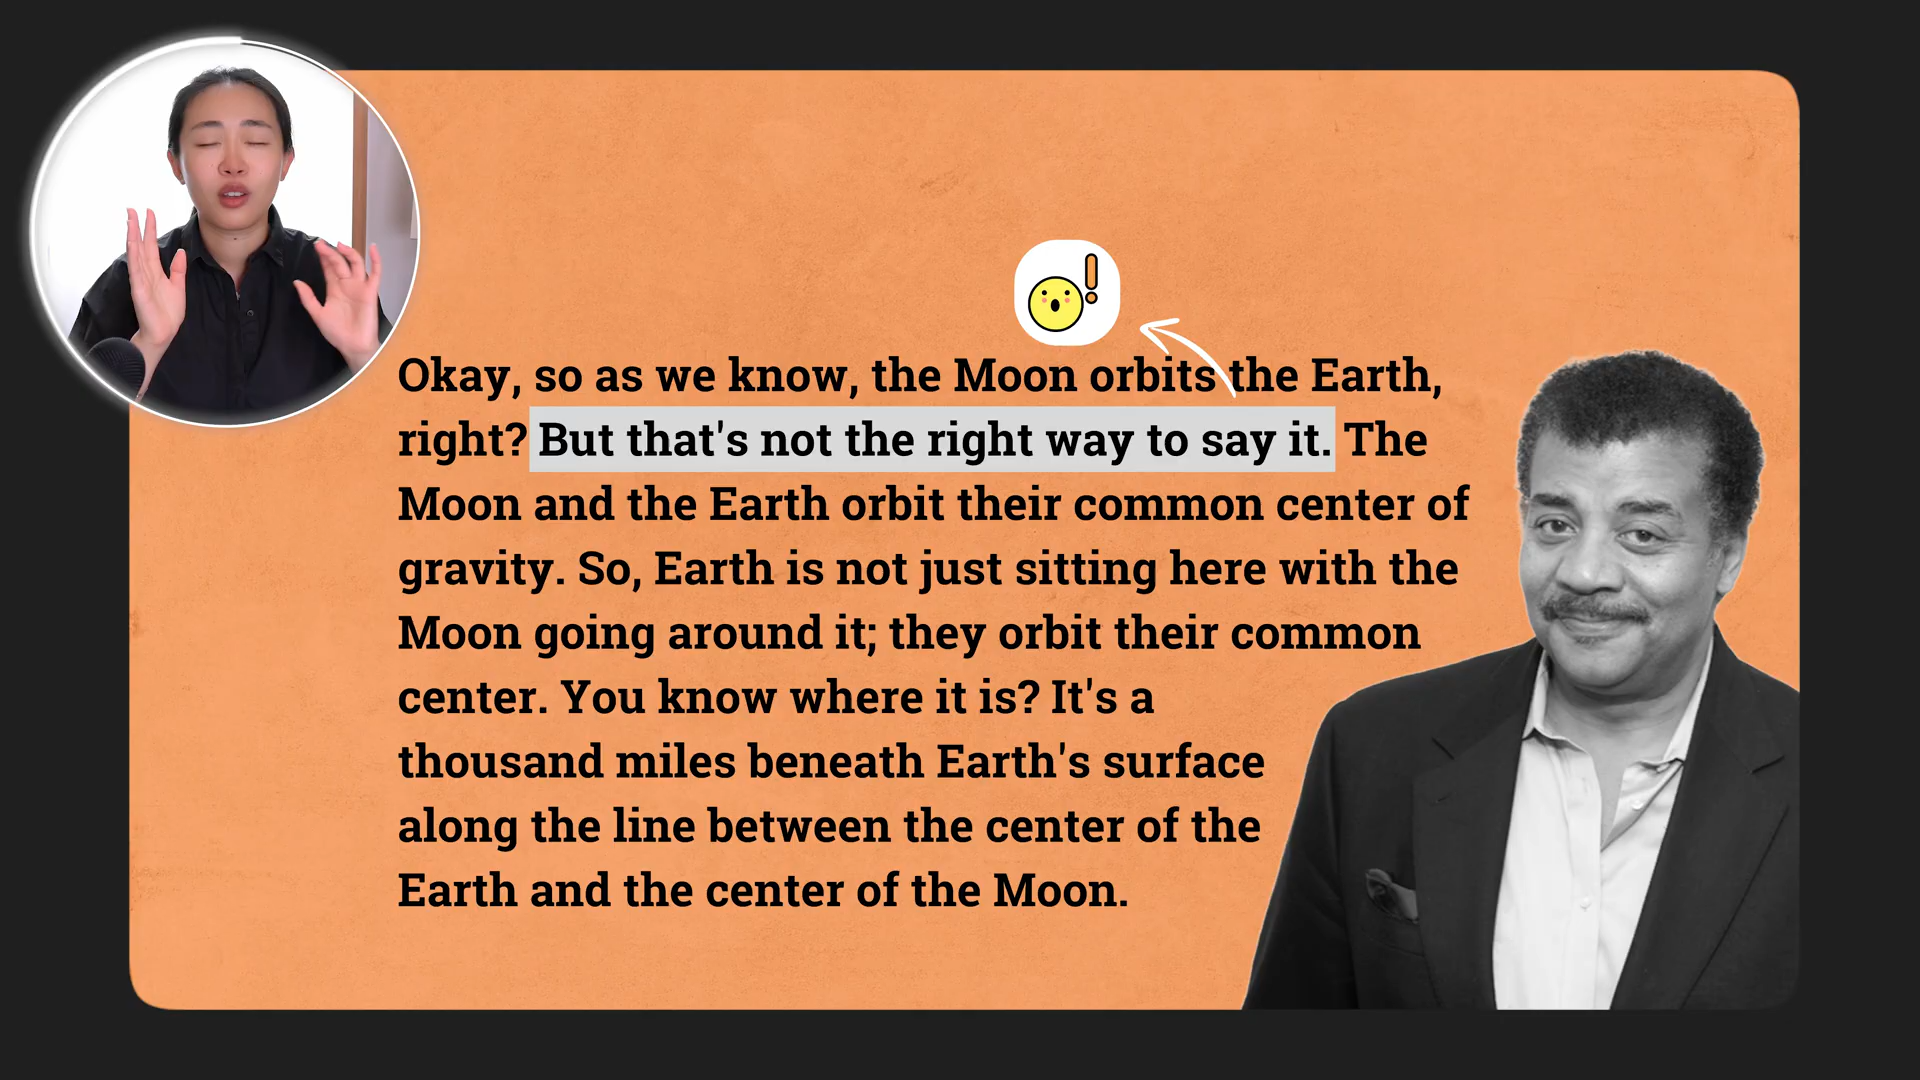 Okay, so as we know, the Moon orbits the Earth,
right? But that's not the right way to say it. The
Moon and the Earth orbit their common center of
gravity. So, Earth is not just sitting here with the
Moon going around it; they orbit their common
center. You know where it is? It's a
thousand miles beneath Earth's surface
along the line between the center of the
Earth and the center of the Moon.